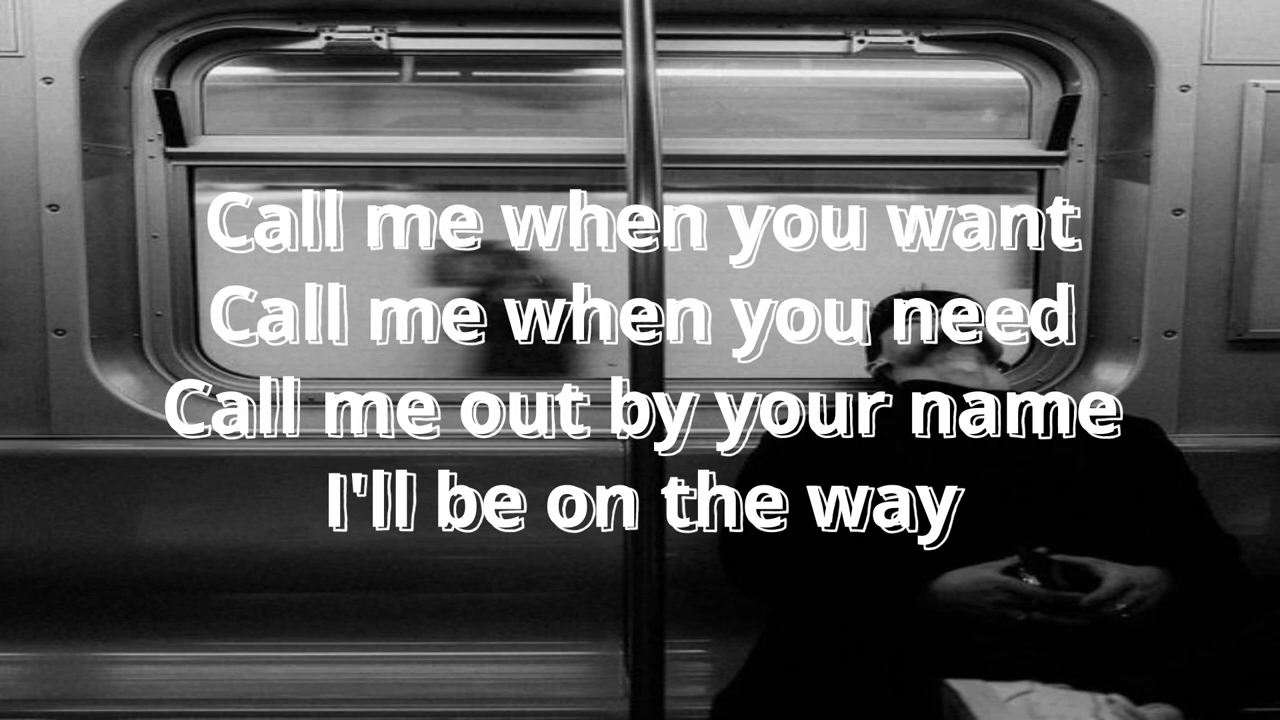 Call me when you want
Call me when you need
Call me out by your name
I'll be on the way